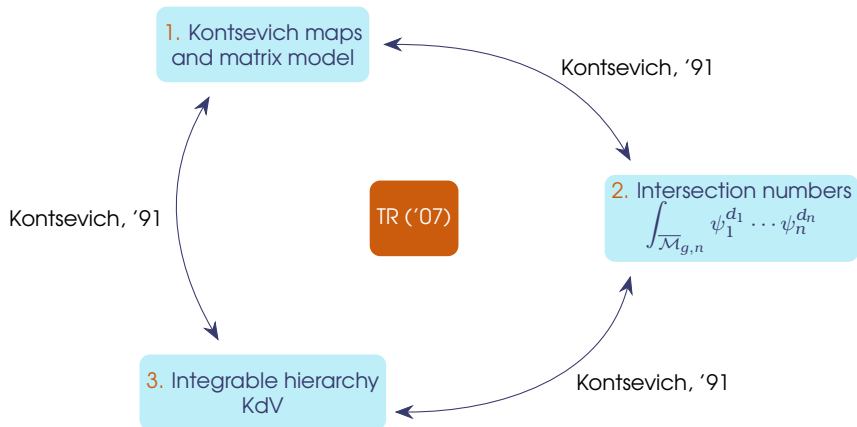 1. Kontsevich maps
and matrix model
Kontsevich, '91
Kontsevich, '91
TR ('07)
2. Intersection numbers
∫_{\overline{M}_{g,n}} ψ_1^{d_1} ⋯ ψ_n^{d_n}
3. Integrable hierarchy
KdV
Kontsevich, '91